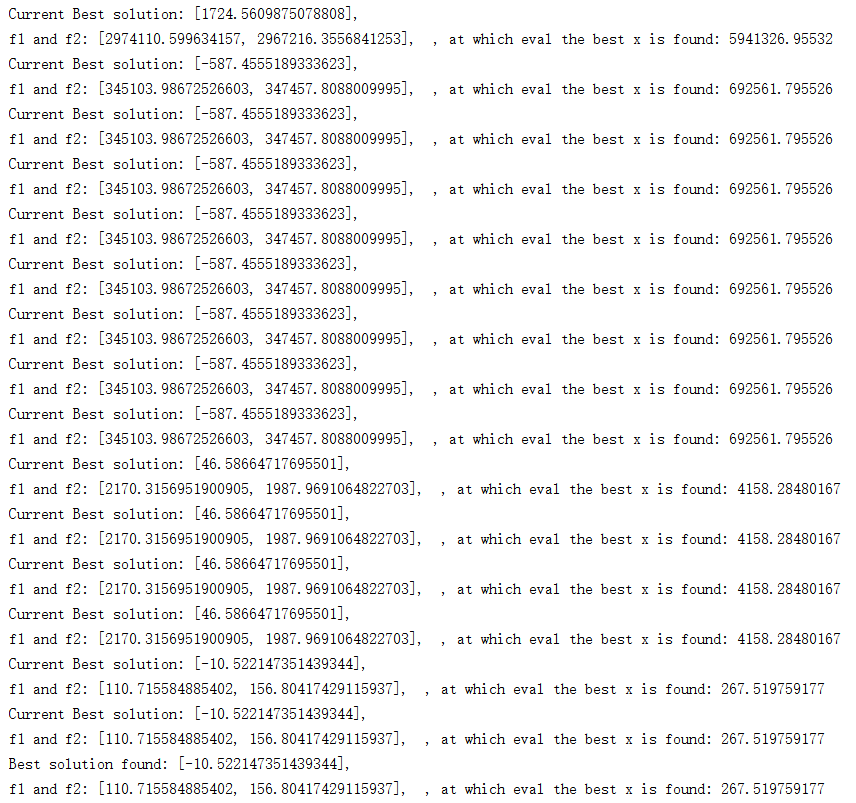 Current Best solution: [1724.5609875078808],
f1 and f2: [2974110.599634157, 2967216.3556841253],  , at which eval the best x is found: 5941326.95532
Current Best solution: [-587.4555189333623],
f1 and f2: [345103.98672526603, 347457.8088009995],  , at which eval the best x is found: 692561.795526
Current Best solution: [-587.4555189333623],
f1 and f2: [345103.98672526603, 347457.8088009995],  , at which eval the best x is found: 692561.795526
Current Best solution: [-587.4555189333623],
f1 and f2: [345103.98672526603, 347457.8088009995],  , at which eval the best x is found: 692561.795526
Current Best solution: [-587.4555189333623],
f1 and f2: [345103.98672526603, 347457.8088009995],  , at which eval the best x is found: 692561.795526
Current Best solution: [-587.4555189333623],
f1 and f2: [345103.98672526603, 347457.8088009995],  , at which eval the best x is found: 692561.795526
Current Best solution: [-587.4555189333623],
f1 and f2: [345103.98672526603, 347457.8088009995],  , at which eval the best x is found: 692561.795526
Current Best solution: [-587.4555189333623],
f1 and f2: [345103.98672526603, 347457.8088009995],  , at which eval the best x is found: 692561.795526
Current Best solution: [-587.4555189333623],
f1 and f2: [345103.98672526603, 347457.8088009995],  , at which eval the best x is found: 692561.795526
Current Best solution: [46.58664717695501],
f1 and f2: [2170.3156951900905, 1987.9691064822703],  , at which eval the best x is found: 4158.28480167
Current Best solution: [46.58664717695501],
f1 and f2: [2170.3156951900905, 1987.9691064822703],  , at which eval the best x is found: 4158.28480167
Current Best solution: [46.58664717695501],
f1 and f2: [2170.3156951900905, 1987.9691064822703],  , at which eval the best x is found: 4158.28480167
Current Best solution: [46.58664717695501],
f1 and f2: [2170.3156951900905, 1987.9691064822703],  , at which eval the best x is found: 4158.28480167
Current Best solution: [-10.522147351439344],
f1 and f2: [110.715584885402, 156.80417429115937],  , at which eval the best x is found: 267.519759177
Current Best solution: [-10.522147351439344],
f1 and f2: [110.715584885402, 156.80417429115937],  , at which eval the best x is found: 267.519759177
Best solution found: [-10.522147351439344],
f1 and f2: [110.715584885402, 156.80417429115937],  , at which eval the best x is found: 267.519759177